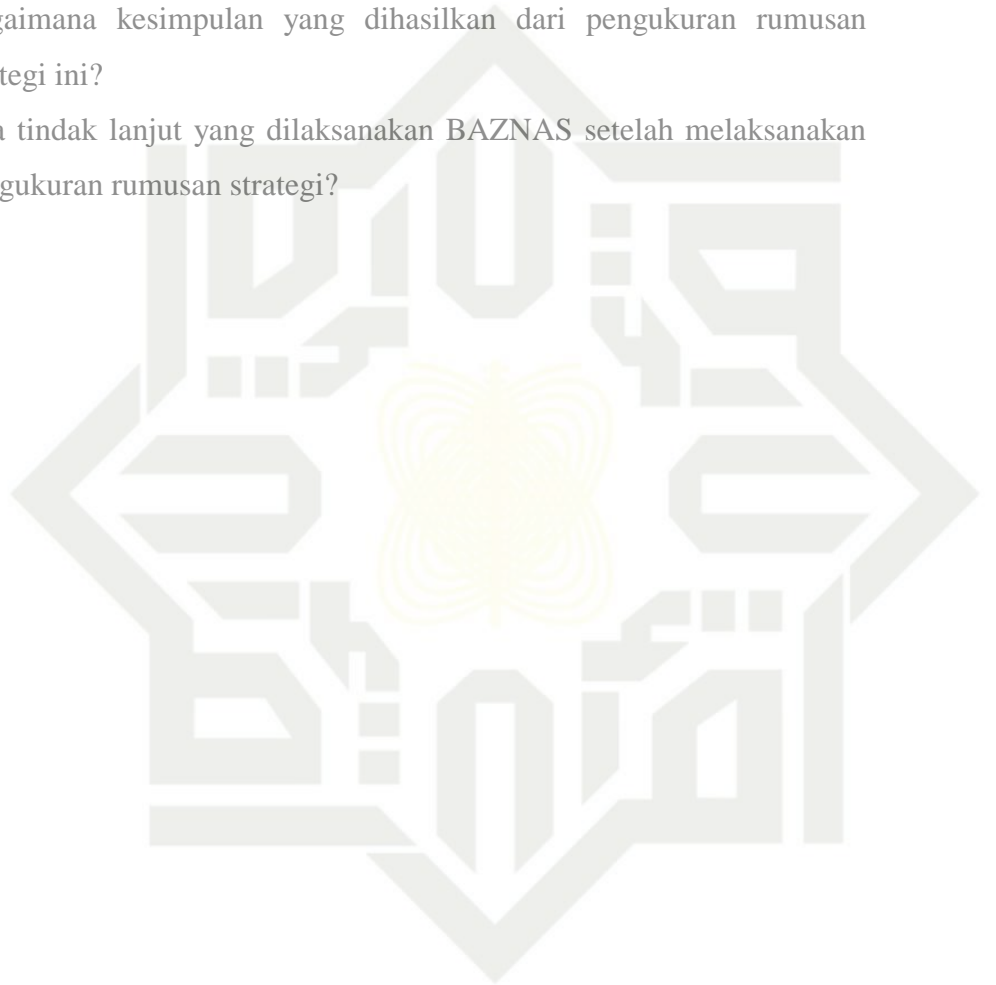 gaimana kesimpulan yang dihasilkan dari pengukuran rumusan
tegi ini?
a tindak lanjut yang dilaksanakan BAZNAS setelah melaksanakan
gukuran rumusan strategi?